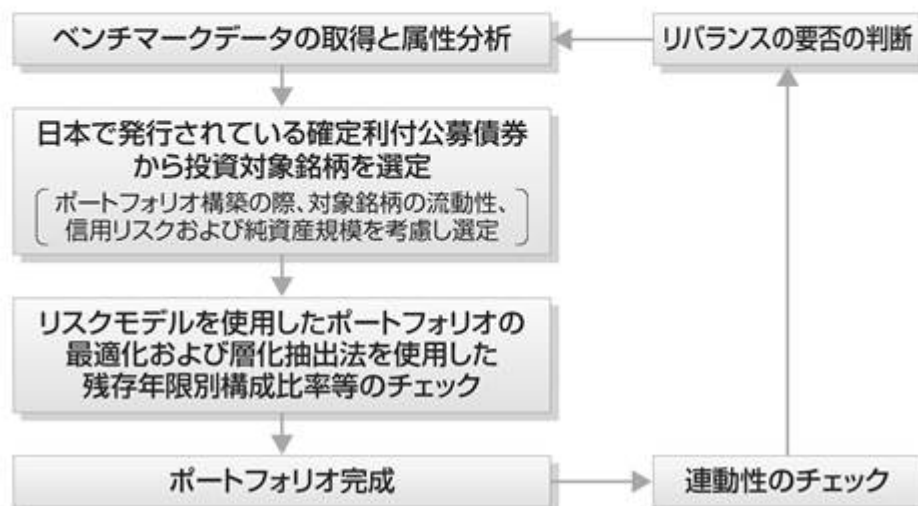 ベンチマークデータの取得と属性分析
リバランスの要否の判断
日本で発行されている確定利付公募債券
から投資対象銘柄を選定
ポートフォリオ構築の際、対象銘柄の流動性、
信用リスクおよび純資産規模を考慮し選定
リスクモデルを使用したポートフォリオの
最適化および層化抽出法を使用した
残存年限別構成比率等のチェック
ポートフォリオ完成
連動性のチェック